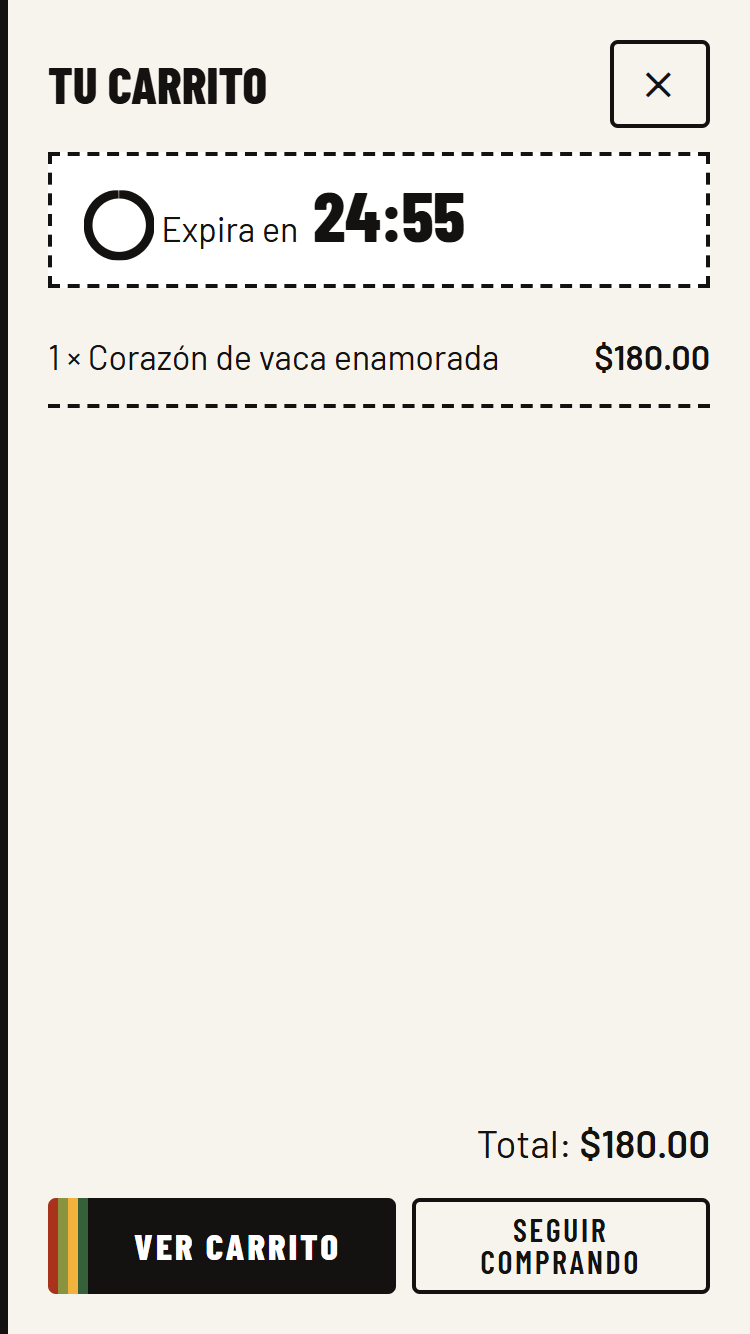 TU CARRITO
×
Expira en 24:55
1 × Corazón de vaca enamorada $180.00
Total: $180.00
VER CARRITO
SEGUIR
COMPRANDO